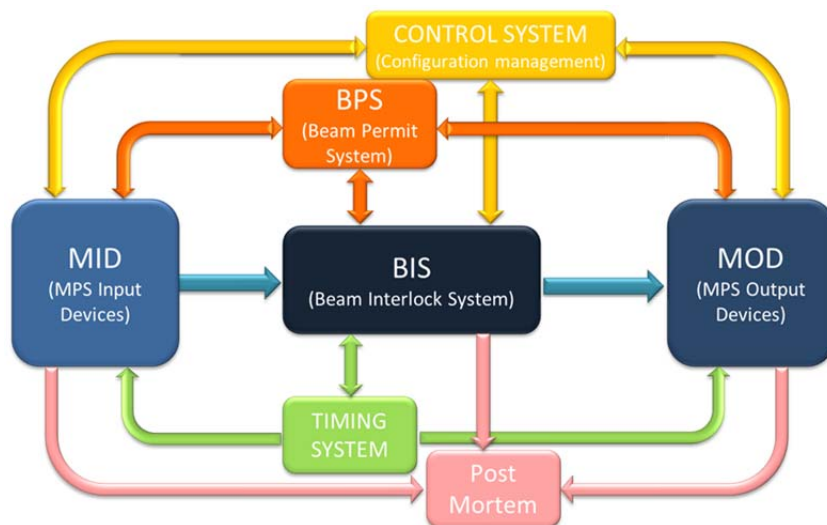 CONTROL SYSTEM
(Configuration management)
BPS
(Beam Permit
System)
MID
(MPS Input
Devices)
BIS
(Beam Interlock System)
MOD
(MPS Output
Devices)
TIMING
SYSTEM
Post
Mortem